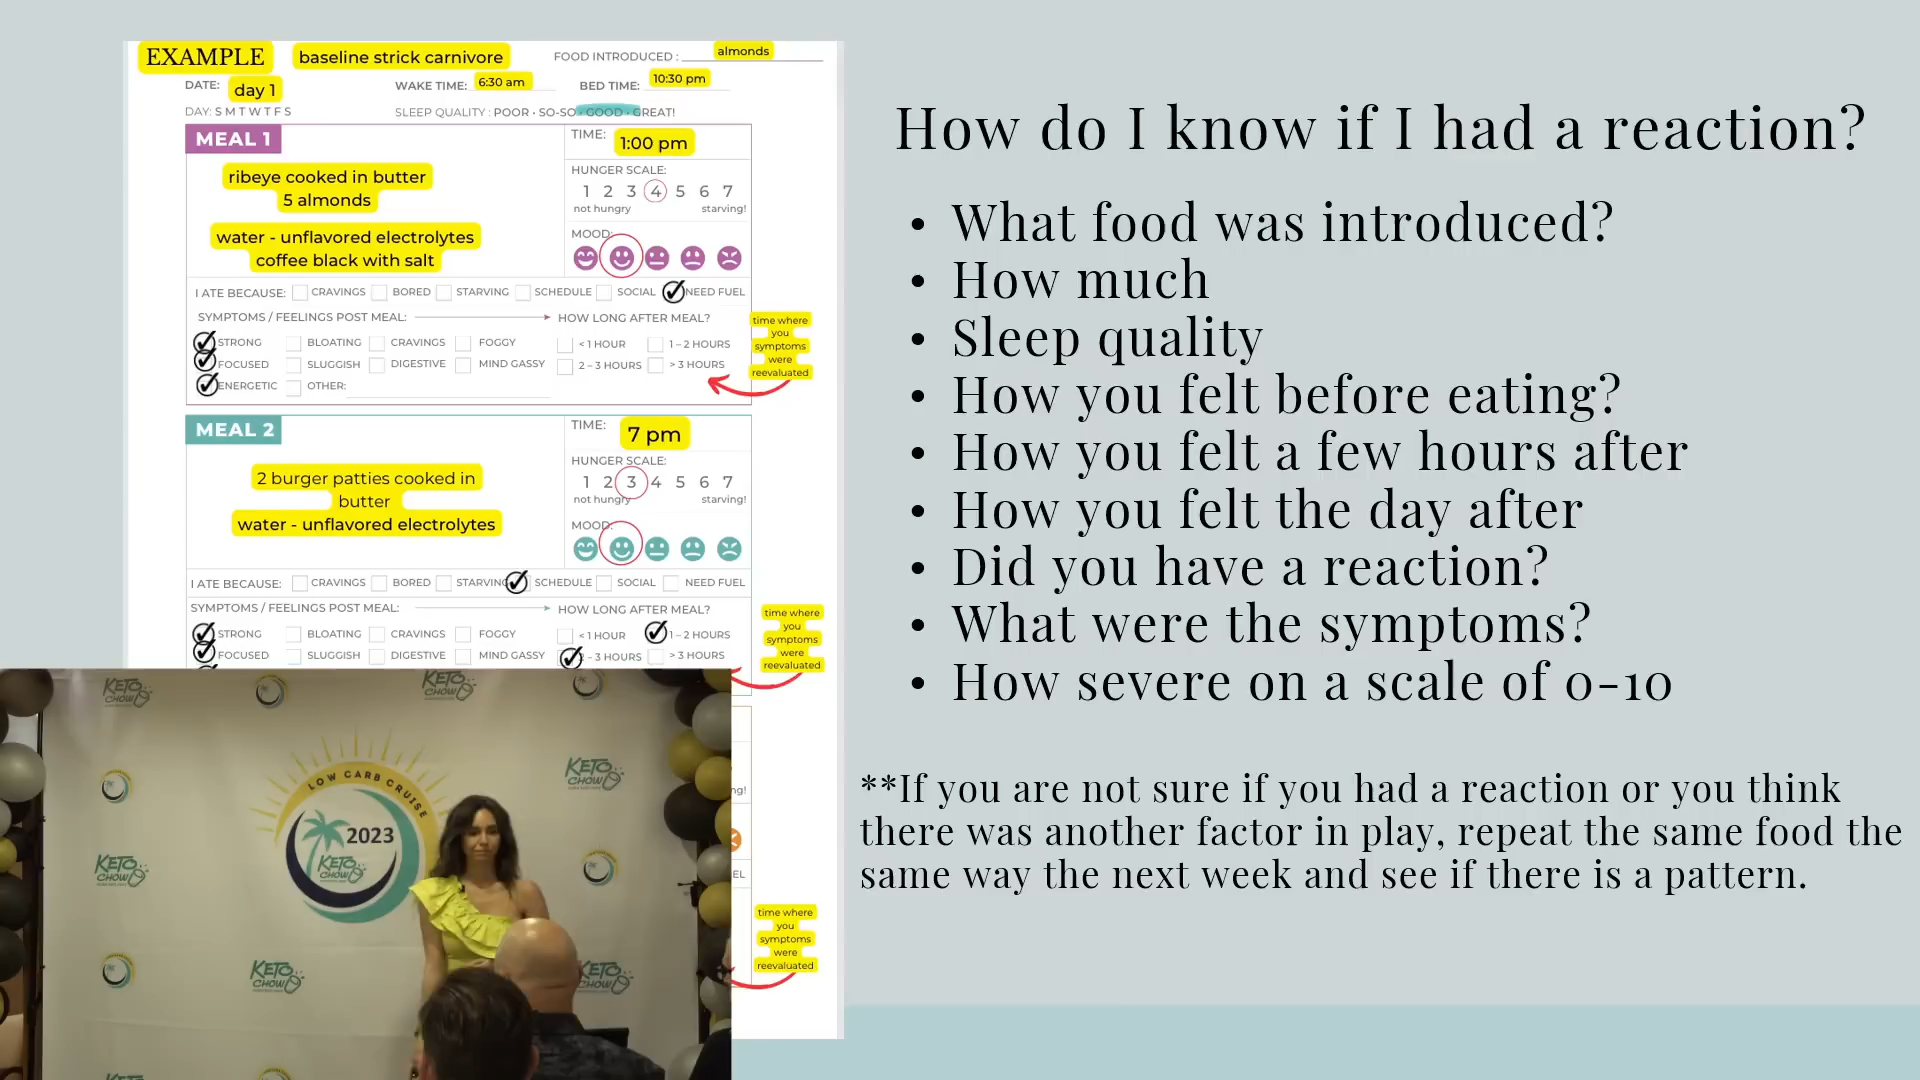 EXAMPLE
baseline strick carnivore
FOOD INTRODUCED :
almonds
DATE:
day 1
WAKE TIME:
6:30 am
BED TIME:
10:30 pm
DAY: S M T W T F S
SLEEP QUALITY : POOR • SO-SO • GOOD • GREAT!
MEAL 1
TIME:
1:00 pm
ribeye cooked in butter
5 almonds
water - unflavored electrolytes
coffee black with salt
HUNGER SCALE:
1 2 3 4 5 6 7
not hungry starving!
MOOD:
I ATE BECAUSE: CRAVINGS BORED STARVING SCHEDULE SOCIAL NEED FUEL
SYMPTOMS / FEELINGS POST MEAL: HOW LONG AFTER MEAL?
STRONG BLOATING CRAVINGS FOGGY < 1 HOUR 1 – 2 HOURS
FOCUSED SLUGGISH DIGESTIVE MIND GASSY 2 – 3 HOURS > 3 HOURS
ENERGETIC OTHER:
time where
you
symptoms
were
reevaluated
MEAL 2
TIME:
7 pm
2 burger patties cooked in
butter
water - unflavored electrolytes
HUNGER SCALE:
1 2 3 4 5 6 7
not hungry starving!
MOOD:
I ATE BECAUSE: CRAVINGS BORED STARVING SCHEDULE SOCIAL NEED FUEL
SYMPTOMS / FEELINGS POST MEAL: HOW LONG AFTER MEAL?
STRONG BLOATING CRAVINGS FOGGY < 1 HOUR 1 – 2 HOURS
FOCUSED SLUGGISH DIGESTIVE MIND GASSY – 3 HOURS > 3 HOURS
time where
you
symptoms
were
reevaluated
ng!
EL
time where
you
symptoms
were
reevaluated
KETO CHOW
KETO CHOW
LOW CARB CRUISE
2023
KETO CHOW
KETO CHOW
KETO CHOW
KETO CHOW
KETO CHOW
How do I know if I had a reaction?
• What food was introduced?
• How much
• Sleep quality
• How you felt before eating?
• How you felt a few hours after
• How you felt the day after
• Did you have a reaction?
• What were the symptoms?
• How severe on a scale of 0-10
**If you are not sure if you had a reaction or you think
there was another factor in play, repeat the same food the
same way the next week and see if there is a pattern.